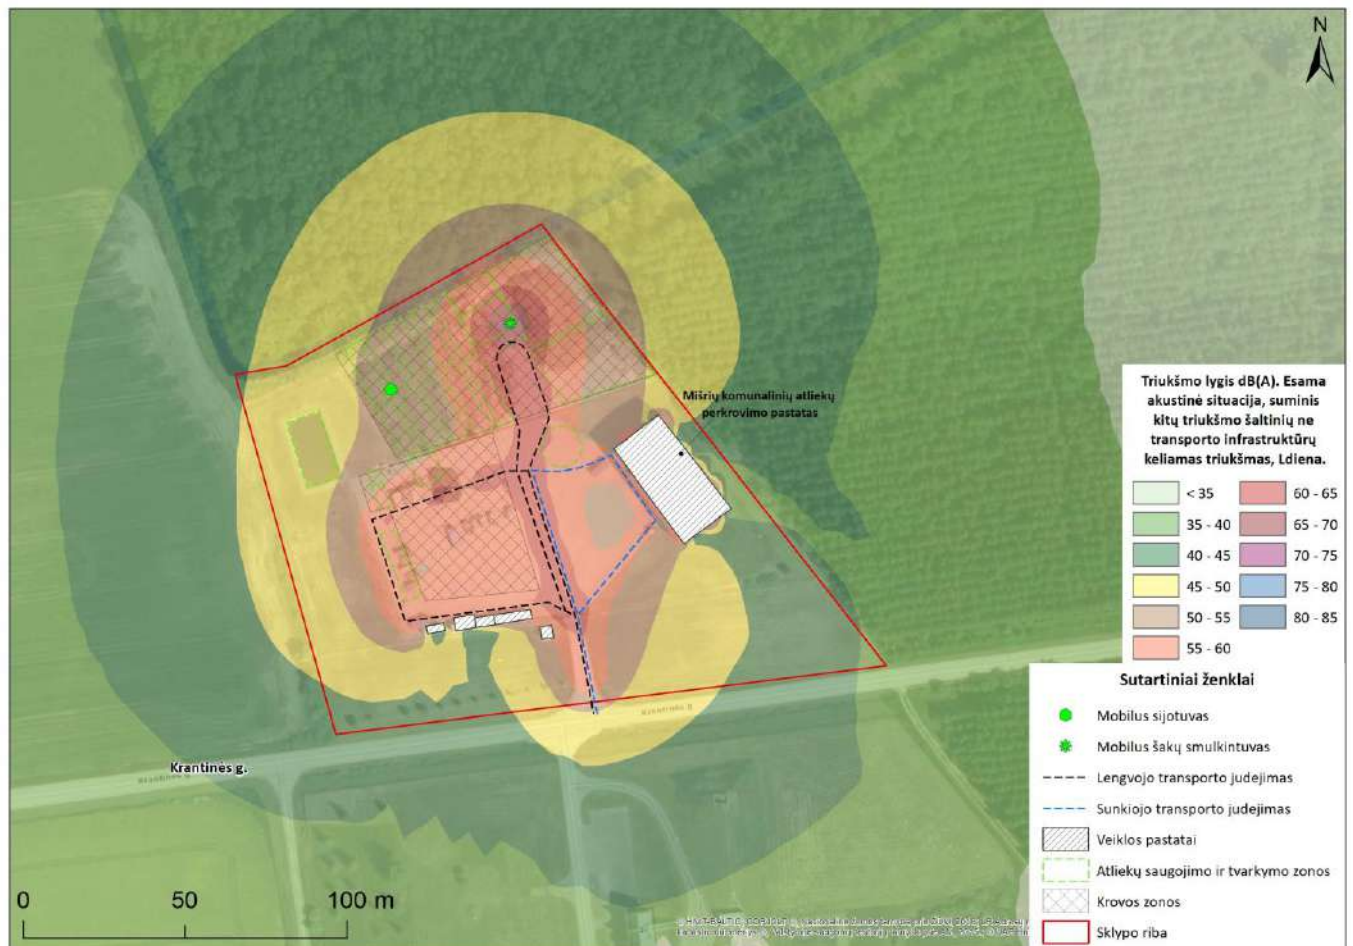 N
Mišrių komunalinių atliekų
perkrovimo pastatas
Triukšmo lygis dB(A). Esama
akustinė situacija, suminis
kitų triukšmo šaltinių ne
transporto infrastruktūrų
keliamas triukšmas, Ldiena.
< 35
35 - 40
40 - 45
45 - 50
50 - 55
55 - 60
60 - 65
65 - 70
70 - 75
75 - 80
80 - 85
Sutartiniai ženklai
Mobilus sijotuvas
Mobilus šakų smulkintuvas
Lengvojo transporto judėjimas
Sunkiojo transporto judėjimas
Veiklos pastatai
Atliekų saugojimo ir tvarkymo zonos
Krovos zonos
Sklypo riba
Krantinės g.
Krantinės g.
Krantinės g.
0 50 100 m